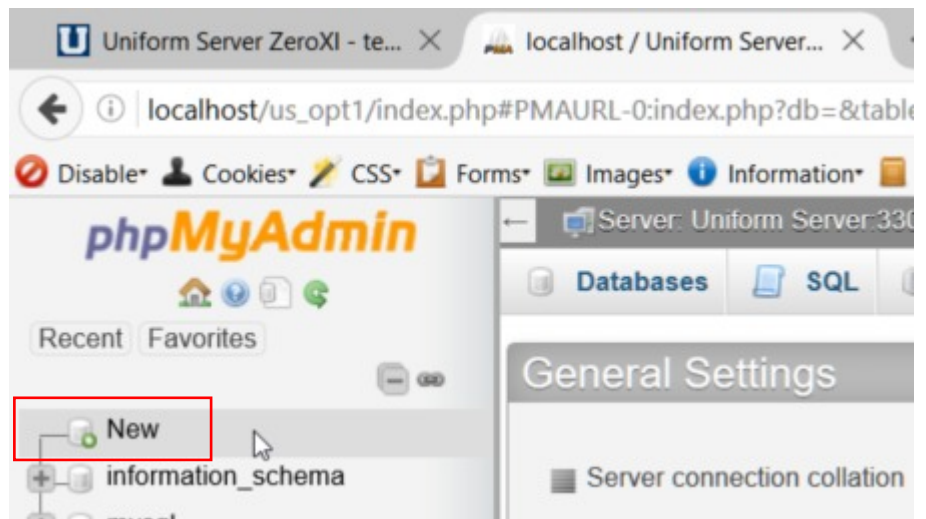 Uniform Server ZeroXI - te...
localhost / Uniform Server...
localhost/us_opt1/index.php#PMAURL-0:index.php?db=&table
Disable Cookies CSS Forms Images Information
phpMyAdmin
Server: Uniform Server:330
Databases SQL
Recent Favorites
General Settings
New
information_schema
Server connection collation
mysql